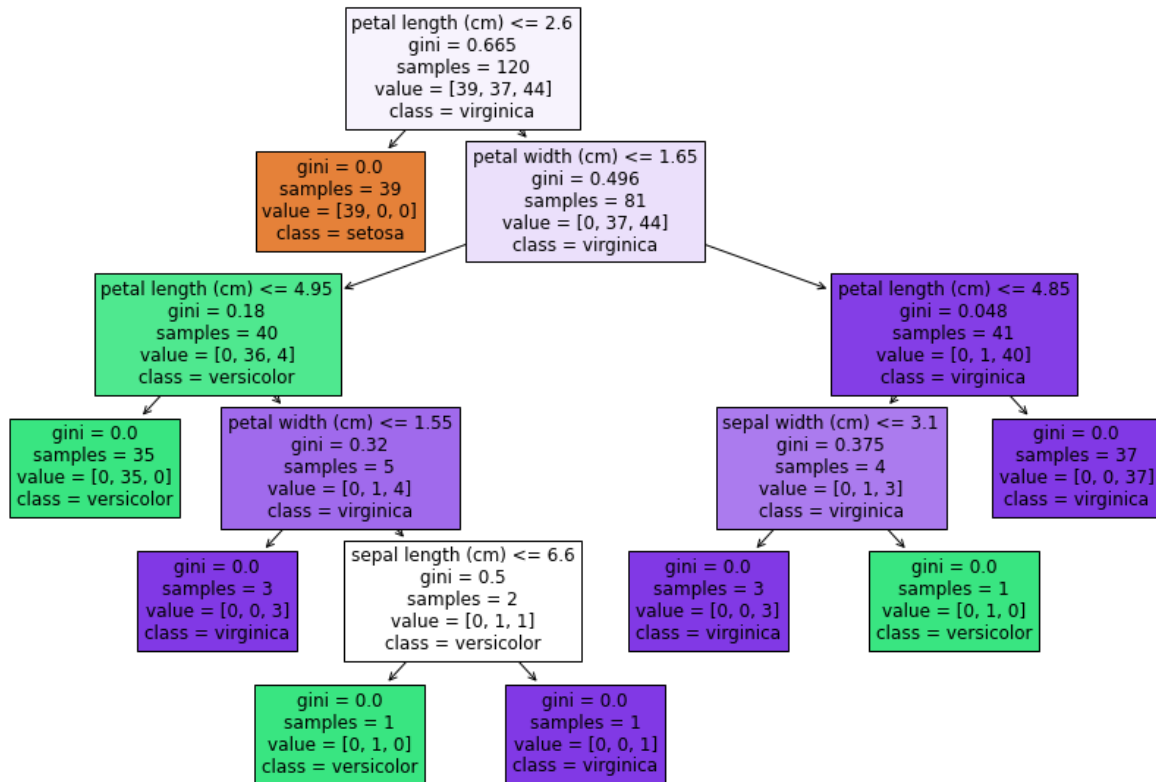 petal length (cm) <= 2.6
gini = 0.665
samples = 120
value = [39, 37, 44]
class = virginica
gini = 0.0
samples = 39
value = [39, 0, 0]
class = setosa
petal width (cm) <= 1.65
gini = 0.496
samples = 81
value = [0, 37, 44]
class = virginica
petal length (cm) <= 4.95
gini = 0.18
samples = 40
value = [0, 36, 4]
class = versicolor
petal length (cm) <= 4.85
gini = 0.048
samples = 41
value = [0, 1, 40]
class = virginica
gini = 0.0
samples = 35
value = [0, 35, 0]
class = versicolor
petal width (cm) <= 1.55
gini = 0.32
samples = 5
value = [0, 1, 4]
class = virginica
sepal width (cm) <= 3.1
gini = 0.375
samples = 4
value = [0, 1, 3]
class = virginica
gini = 0.0
samples = 37
value = [0, 0, 37]
class = virginica
gini = 0.0
samples = 3
value = [0, 0, 3]
class = virginica
sepal length (cm) <= 6.6
gini = 0.5
samples = 2
value = [0, 1, 1]
class = versicolor
gini = 0.0
samples = 3
value = [0, 0, 3]
class = virginica
gini = 0.0
samples = 1
value = [0, 1, 0]
class = versicolor
gini = 0.0
samples = 1
value = [0, 1, 0]
class = versicolor
gini = 0.0
samples = 1
value = [0, 0, 1]
class = virginica